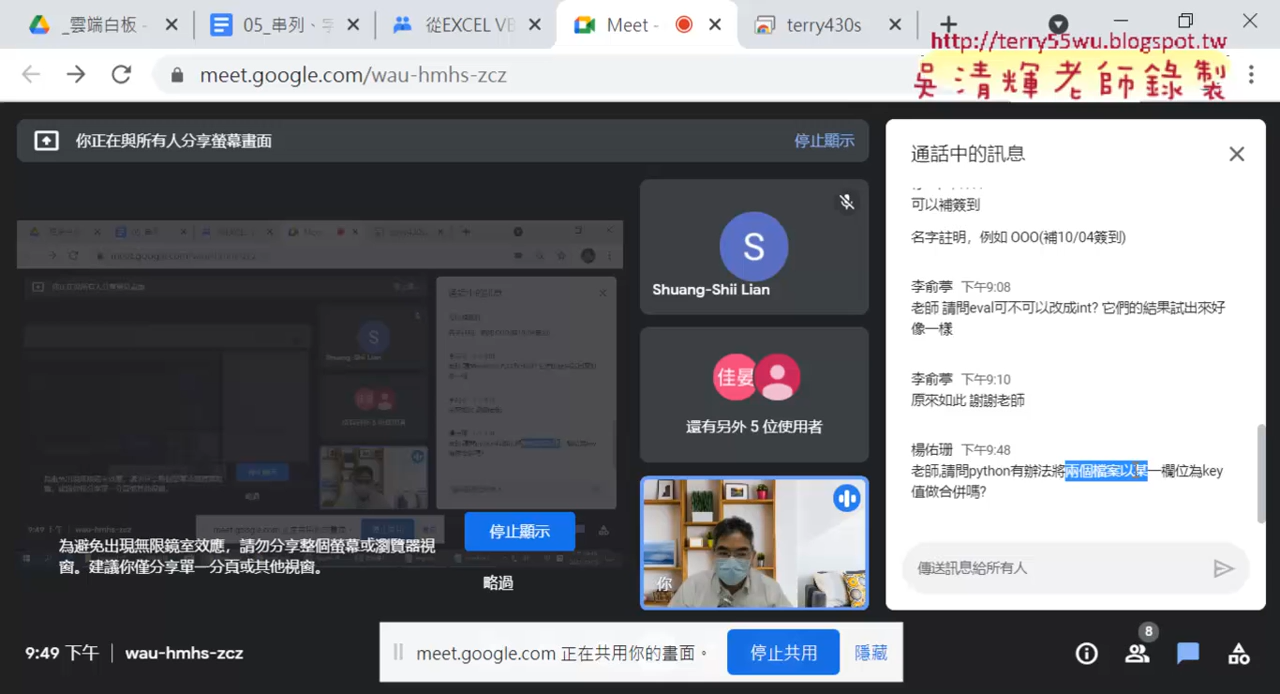 _雲端白板 -
05_串列、字
從EXCEL VB
Meet -
terry430s
http://terry55wu.blogspot.tw
meet.google.com/wau-hmhs-zcz
吳清輝老師錄製
你正在與所有人分享螢幕畫面
停止顯示
通話中的訊息
可以補簽到
名字註明，例如 OOO(補10/04簽到)
李俞葶 下午9:08
老師 請問eval可不可以改成int? 它們的結果試出來好
像一樣
李俞葶 下午9:10
原來如此 謝謝老師
楊佑珊 下午9:48
老師,請問python有辦法將兩個檔案以某一欄位為key
值做合併嗎?
傳送訊息給所有人
S
Shuang-Shii Lian
佳晏
還有另外 5 位使用者
你
為避免出現無限鏡室效應，請勿分享整個螢幕或瀏覽器視
窗。建議你僅分享單一分頁或其他視窗。
停止顯示
略過
9:49 下午
wau-hmhs-zcz
meet.google.com 正在共用你的畫面。
停止共用
隱藏
8